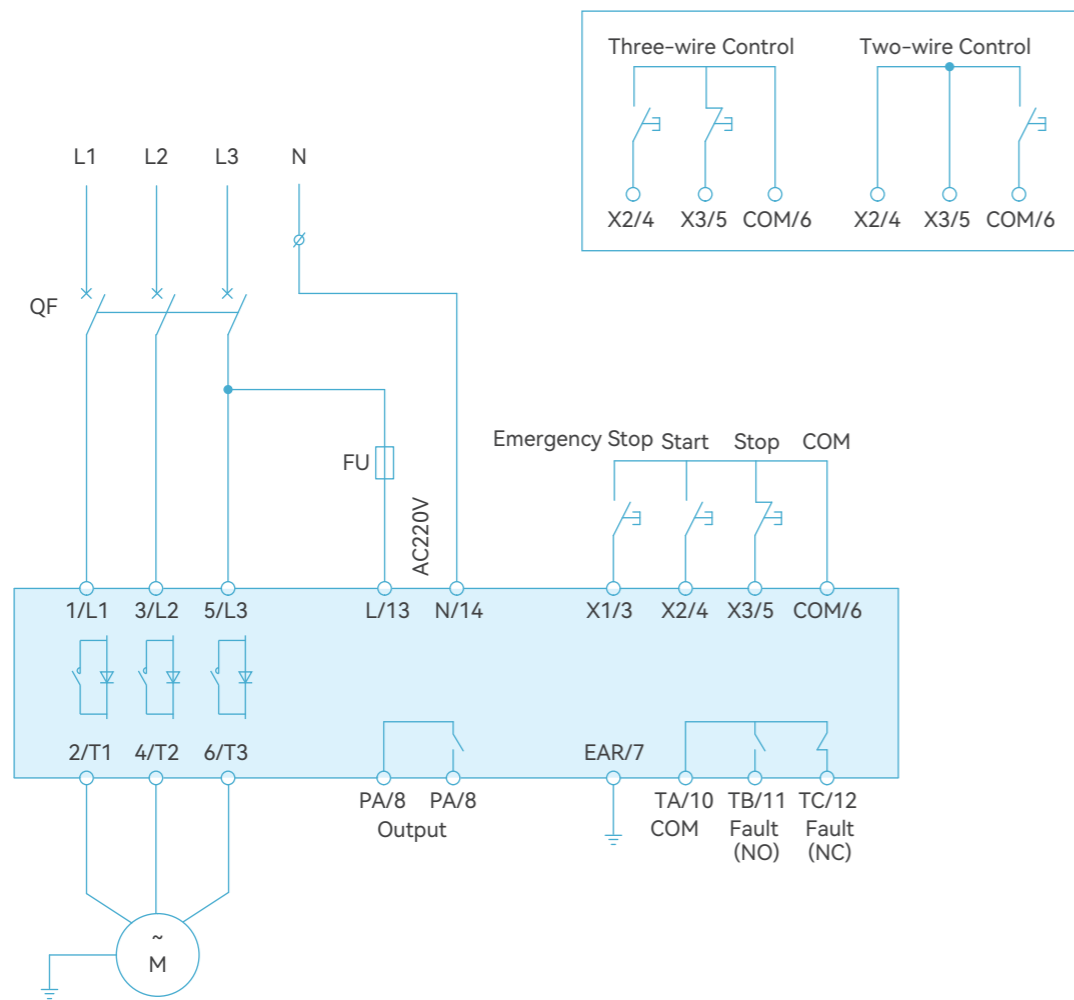 Three-wire Control Two-wire Control
X2/4 X3/5 COM/6 X2/4 X3/5 COM/6
L1 L2 L3 N
QF
Emergency Stop Start Stop COM
FU
AC220V
1/L1 3/L2 5/L3 L/13 N/14 X1/3 X2/4 X3/5 COM/6
2/T1 4/T2 6/T3 EAR/7
PA/8 PA/8 TA/10 TB/11 TC/12
Output COM Fault Fault
(NO) (NC)
~
M